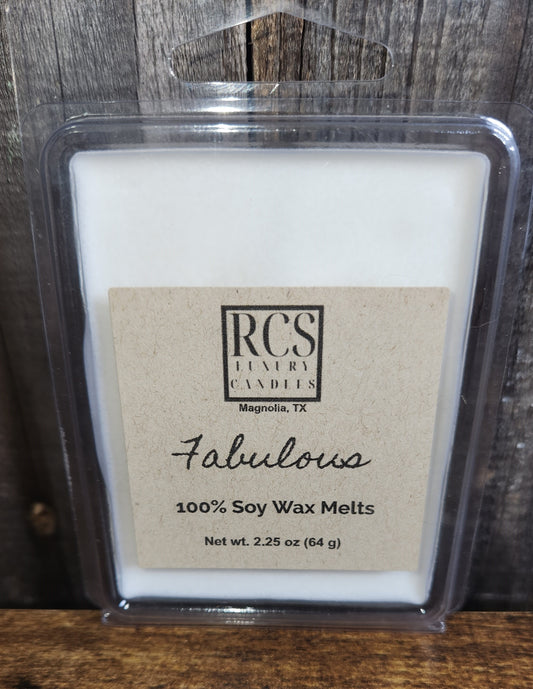 RCS
LUXURY
CANDLES
Magnolia, TX
Fabulous
100% Soy Wax Melts
Net wt. 2.25 oz (64 g)